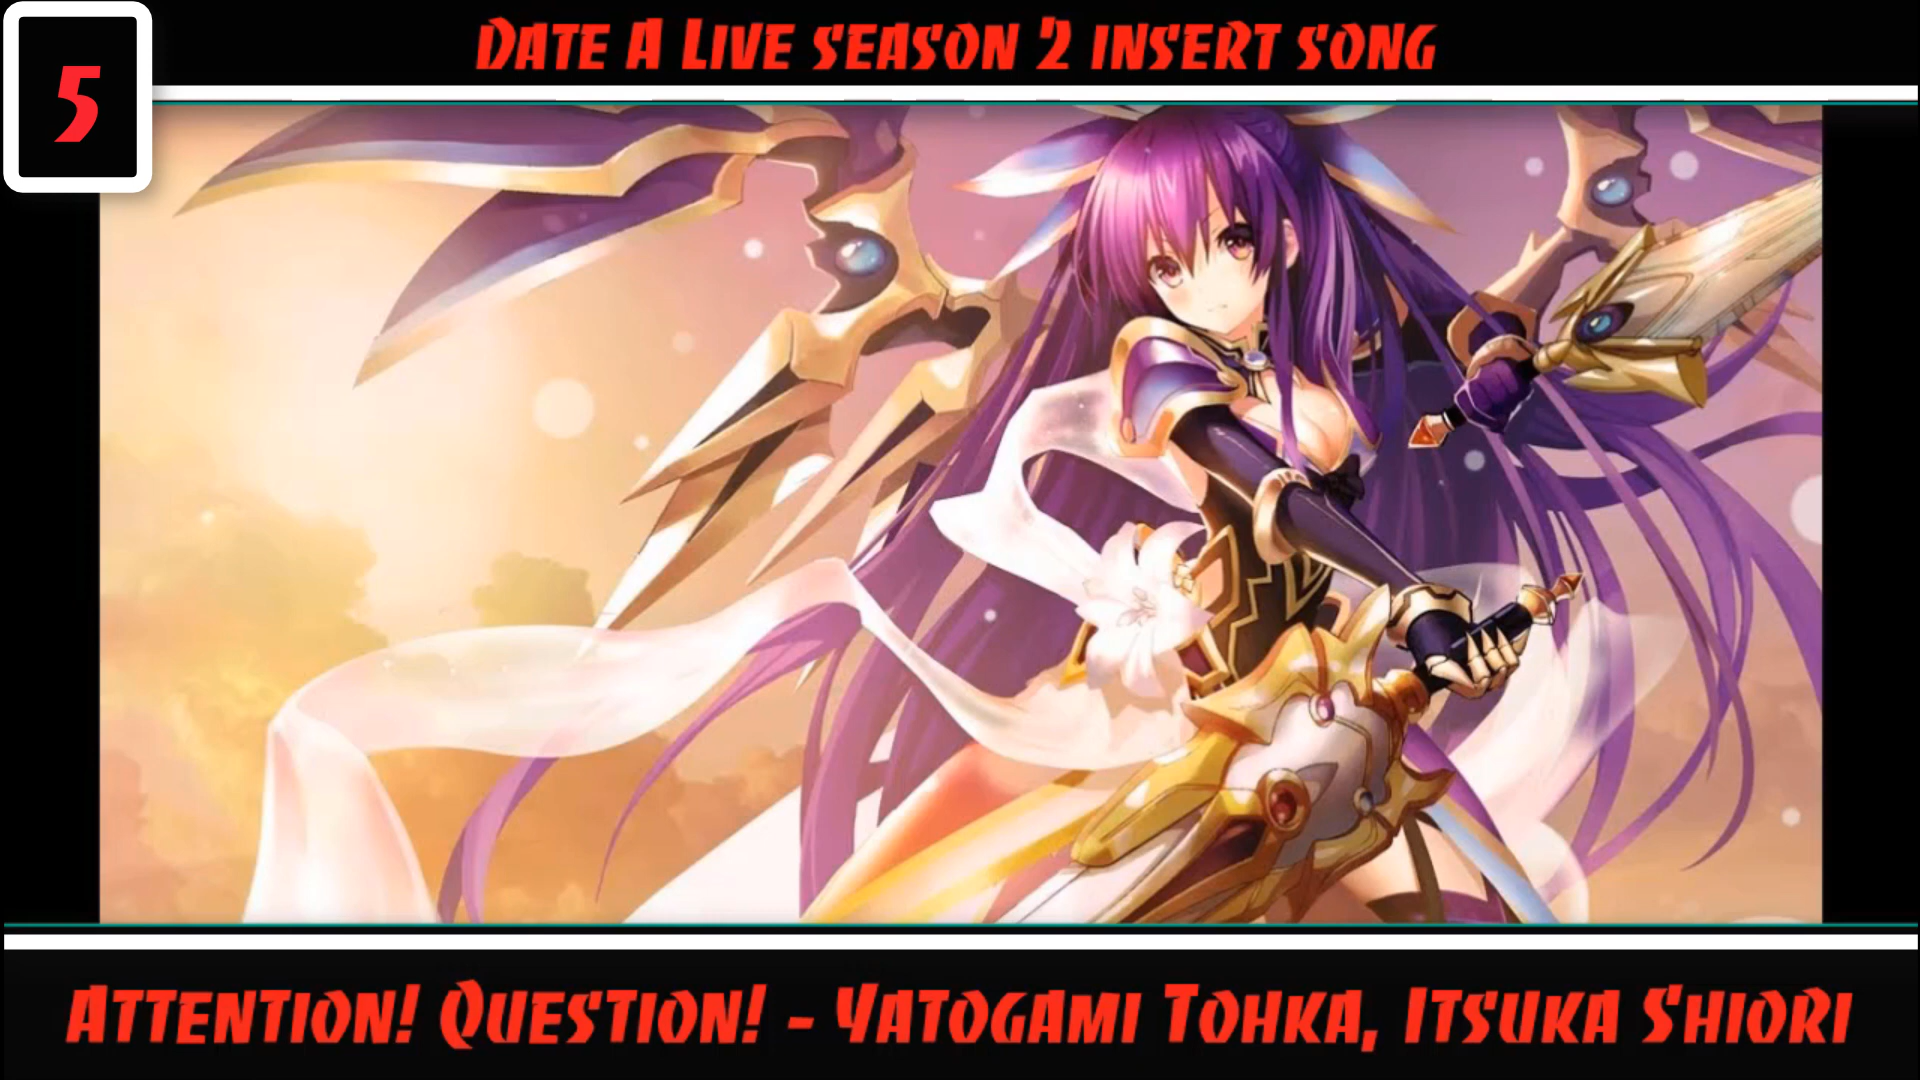 5
Date A Live season 2 insert song
Attention! Question! - Yatogami Tohka, Itsuka Shiori